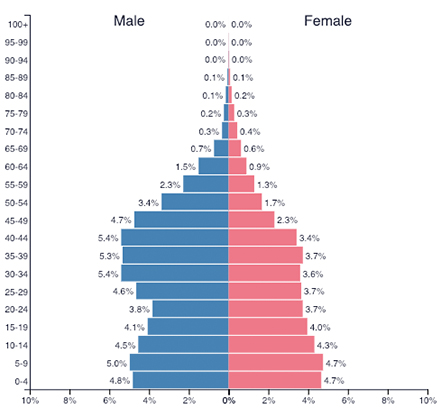 Male Female
100+ 0.0% 0.0%
95-99 0.0% 0.0%
90-94 0.0% 0.0%
85-89 0.1% 0.1%
80-84 0.1% 0.2%
75-79 0.2% 0.3%
70-74 0.3% 0.4%
65-69 0.7% 0.6%
60-64 1.5% 0.9%
55-59 2.3% 1.3%
50-54 3.4% 1.7%
45-49 4.7% 2.3%
40-44 5.4% 3.4%
35-39 5.3% 3.7%
30-34 5.4% 3.6%
25-29 4.6% 3.7%
20-24 3.8% 3.7%
15-19 4.1% 4.0%
10-14 4.5% 4.3%
5-9 5.0% 4.7%
0-4 4.8% 4.7%
10% 8% 6% 4% 2% 0% 2% 4% 6% 8% 10%